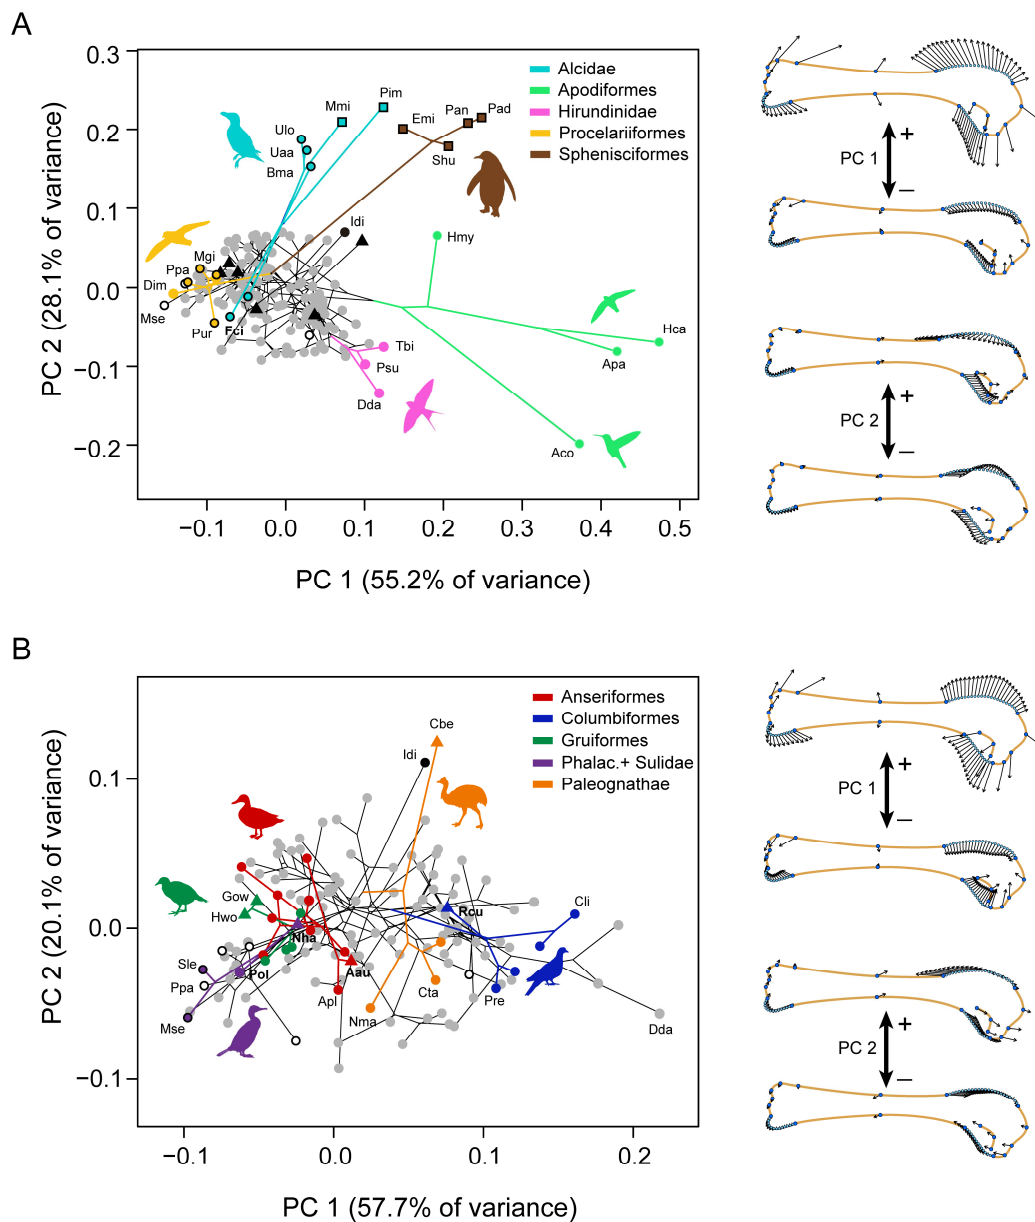 A
0.3
0.2
0.1
0.0
−0.1
−0.2
PC 2 (28.1% of variance)
−0.1
0.0
0.1
0.2
0.3
0.4
0.5
PC 1 (55.2% of variance)
Alcidae
Apodiformes
Hirundinidae
Procelariiformes
Sphenisciformes
Pim
Mmi
Emi
Pan
Pad
Ulo
Uaa
Shu
Bma
Idi
Hmy
Mgi
Ppa
Dim
Mse
Pur
Fci
Tbi
Psu
Dda
Hca
Apa
Aco
+
PC 1
−
+
PC 2
−
B
0.1
0.0
−0.1
PC 2 (20.1% of variance)
−0.1
0.0
0.1
0.2
PC 1 (57.7% of variance)
Anseriformes
Columbiformes
Gruiformes
Phalac.+ Sulidae
Paleognathae
Cbe
Idi
Gow
Hwo
Nha
Rcu
Cli
Sle
Pol
Aau
Ppa
Apl
Cta
Pre
Mse
Nma
Dda
+
PC 1
−
+
PC 2
−